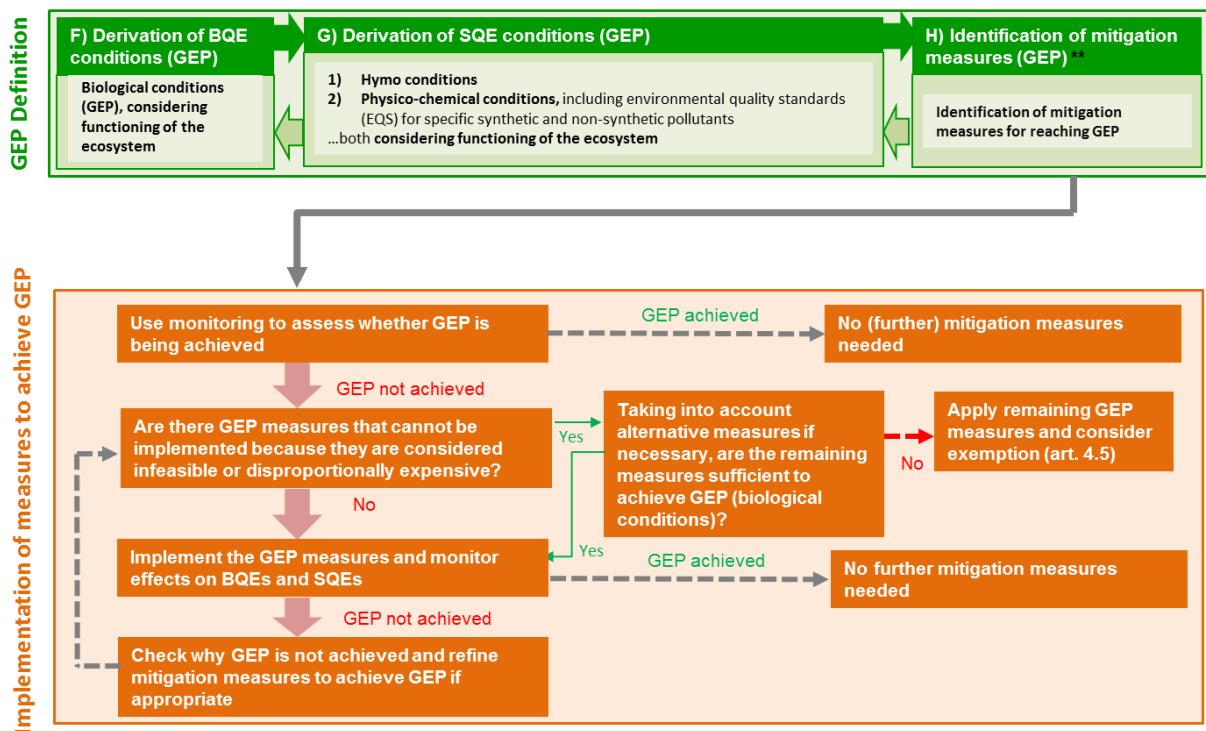 GEP Definition
F) Derivation of BQE
conditions (GEP)
Biological conditions
(GEP), considering
functioning of the
ecosystem
G) Derivation of SQE conditions (GEP)
1) Hymo conditions
2) Physico-chemical conditions, including environmental quality standards
(EQS) for specific synthetic and non-synthetic pollutants
…both considering functioning of the ecosystem
H) Identification of mitigation
measures (GEP) **
Identification of mitigation
measures for reaching GEP
Implementation of measures to achieve GEP
Use monitoring to assess whether GEP is
being achieved
GEP achieved
No (further) mitigation measures
needed
GEP not achieved
Are there GEP measures that cannot be
implemented because they are considered
infeasible or disproportionally expensive?
Yes
Taking into account
alternative measures if
necessary, are the remaining
measures sufficient to
achieve GEP (biological
conditions)?
No
Apply remaining GEP
measures and consider
exemption (art. 4.5)
No
Yes
Implement the GEP measures and monitor
effects on BQEs and SQEs
GEP achieved
No further mitigation measures
needed
GEP not achieved
Check why GEP is not achieved and refine
mitigation measures to achieve GEP if
appropriate